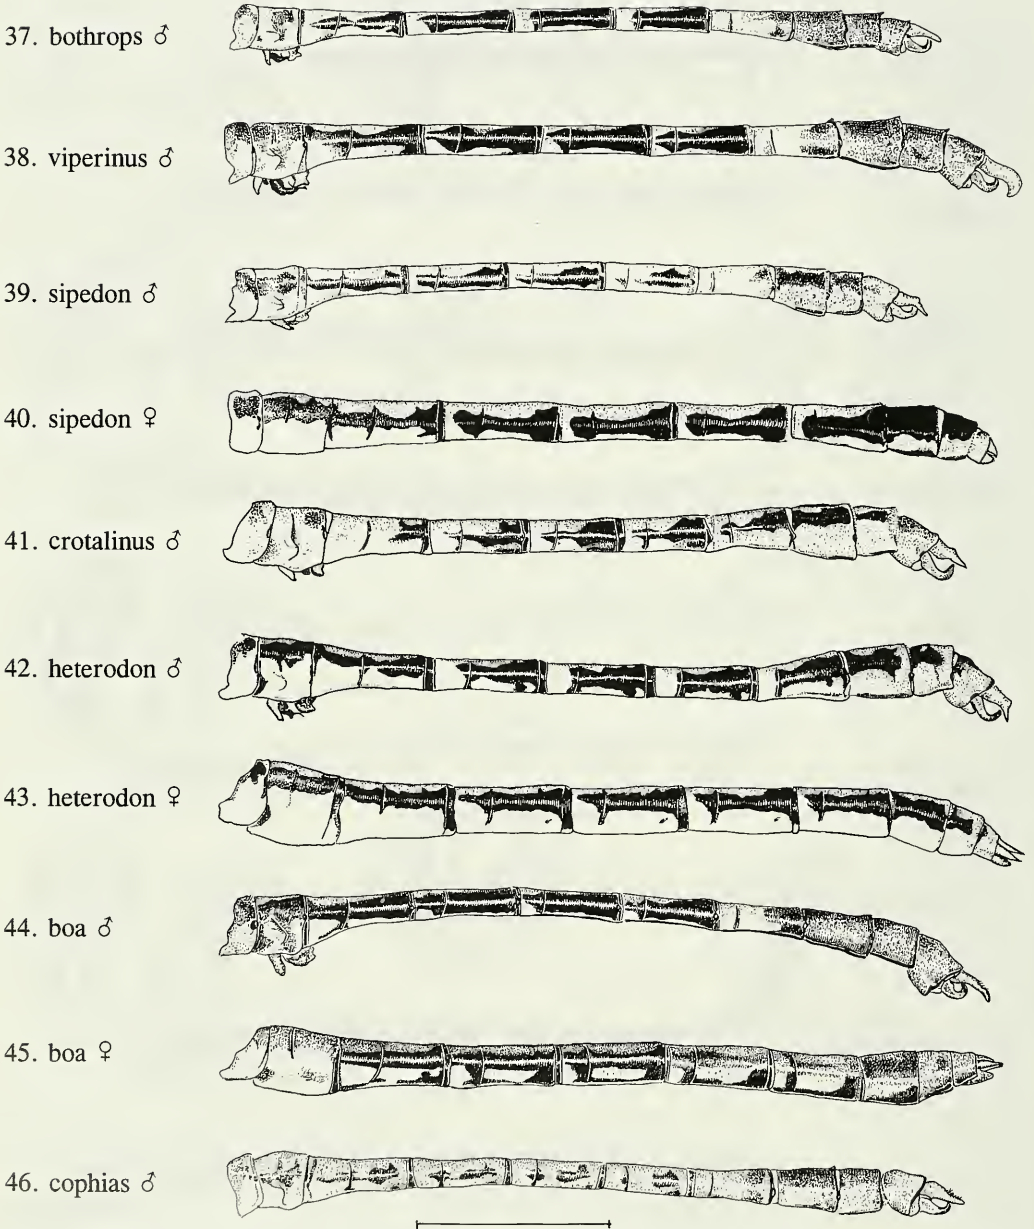 37. bothrops ♂
38. viperinus ♂
39. sipedon ♂
40. sipedon ♀
41. crotalinus ♂
42. heterodon ♂
43. heterodon ♀
44. boa ♂
45. boa ♀
46. cophias ♂